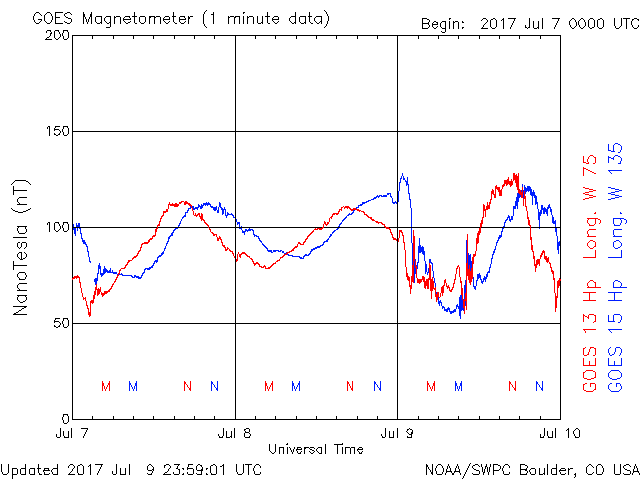 GOES Magnetometer (1 minute data)
Begin: 2017 Jul 7 0000 UTC
200
150
100
50
0
NanoTesla (nT)
M M N N M M N N M M N N
Jul 7 Jul 8 Jul 9 Jul 10
Universal Time
GOES 13 Hp Long. W 75
GOES 15 Hp Long. W 135
Updated 2017 Jul 9 23:59:01 UTC
NOAA/SWPC Boulder, CO USA